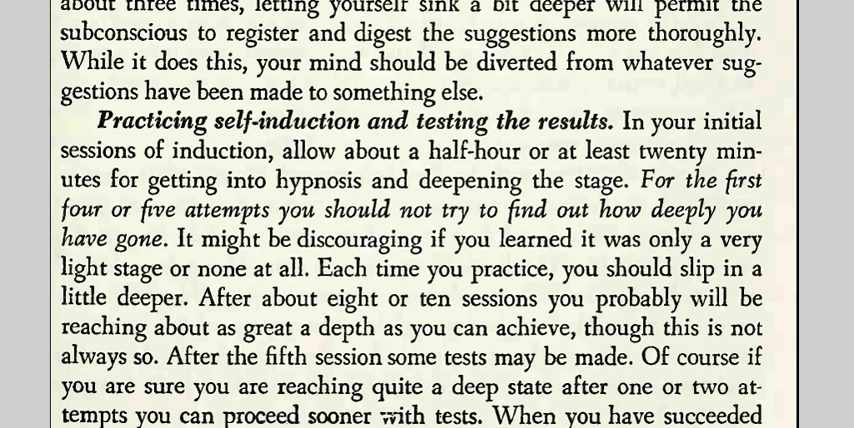 about three times, letting yourself sink a bit deeper will permit the
subconscious to register and digest the suggestions more thoroughly.
While it does this, your mind should be diverted from whatever sug-
gestions have been made to something else.
Practicing self-induction and testing the results. In your initial
sessions of induction, allow about a half-hour or at least twenty min-
utes for getting into hypnosis and deepening the stage. For the first
four or five attempts you should not try to find out how deeply you
have gone. It might be discouraging if you learned it was only a very
light stage or none at all. Each time you practice, you should slip in a
little deeper. After about eight or ten sessions you probably will be
reaching about as great a depth as you can achieve, though this is not
always so. After the fifth session some tests may be made. Of course if
you are sure you are reaching quite a deep state after one or two at-
tempts you can proceed sooner with tests. When you have succeeded